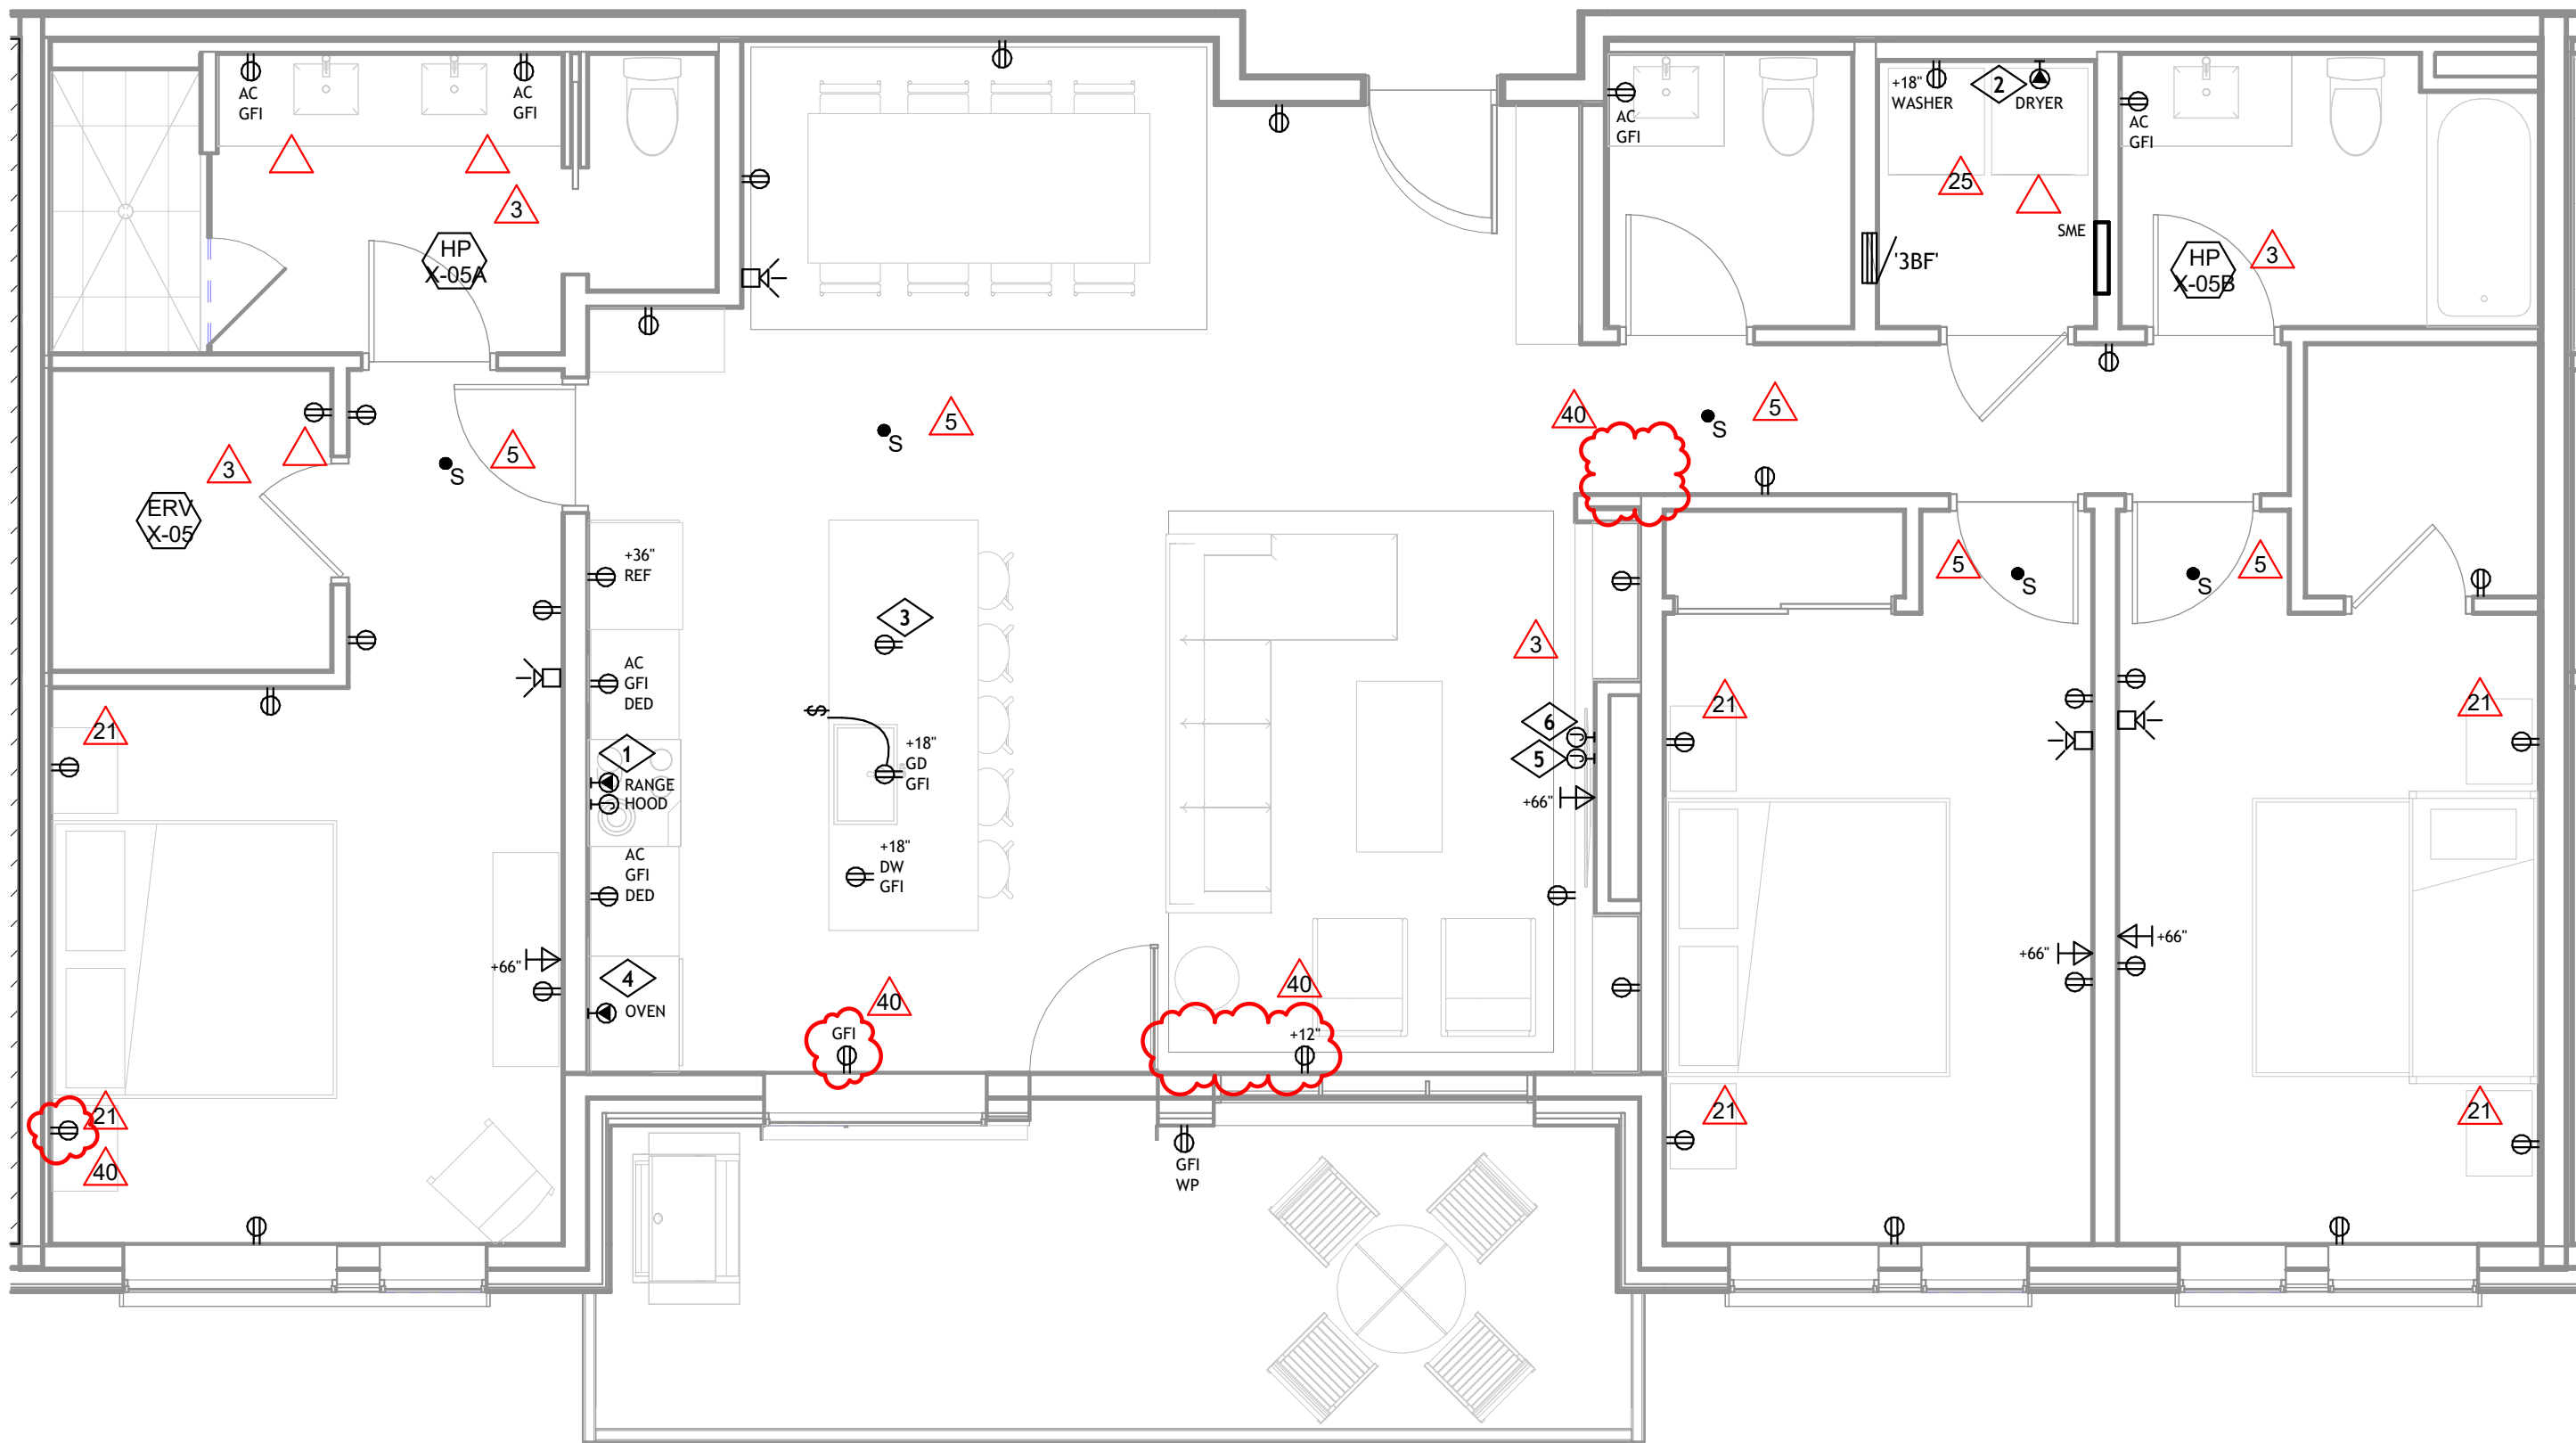 AC
GFI
AC
GFI
3
HP
X-05A
AC
GFI
+18"
WASHER
2
DRYER
25
SME
'3BF'
AC
GFI
HP
X-05B
3
3
ERV
X-05
S
5
S
5
40
S
5
5
S
S
5
+36"
REF
3
AC
GFI
DED
1
RANGE
HOOD
$
+18"
GD
GFI
+18"
DW
GFI
AC
GFI
DED
4
OVEN
3
6
J
5
J
+66"
21
+66"
21
40
GFI
40
40
+12"
GFI
WP
21
21
+66"
+66"
21
21
J